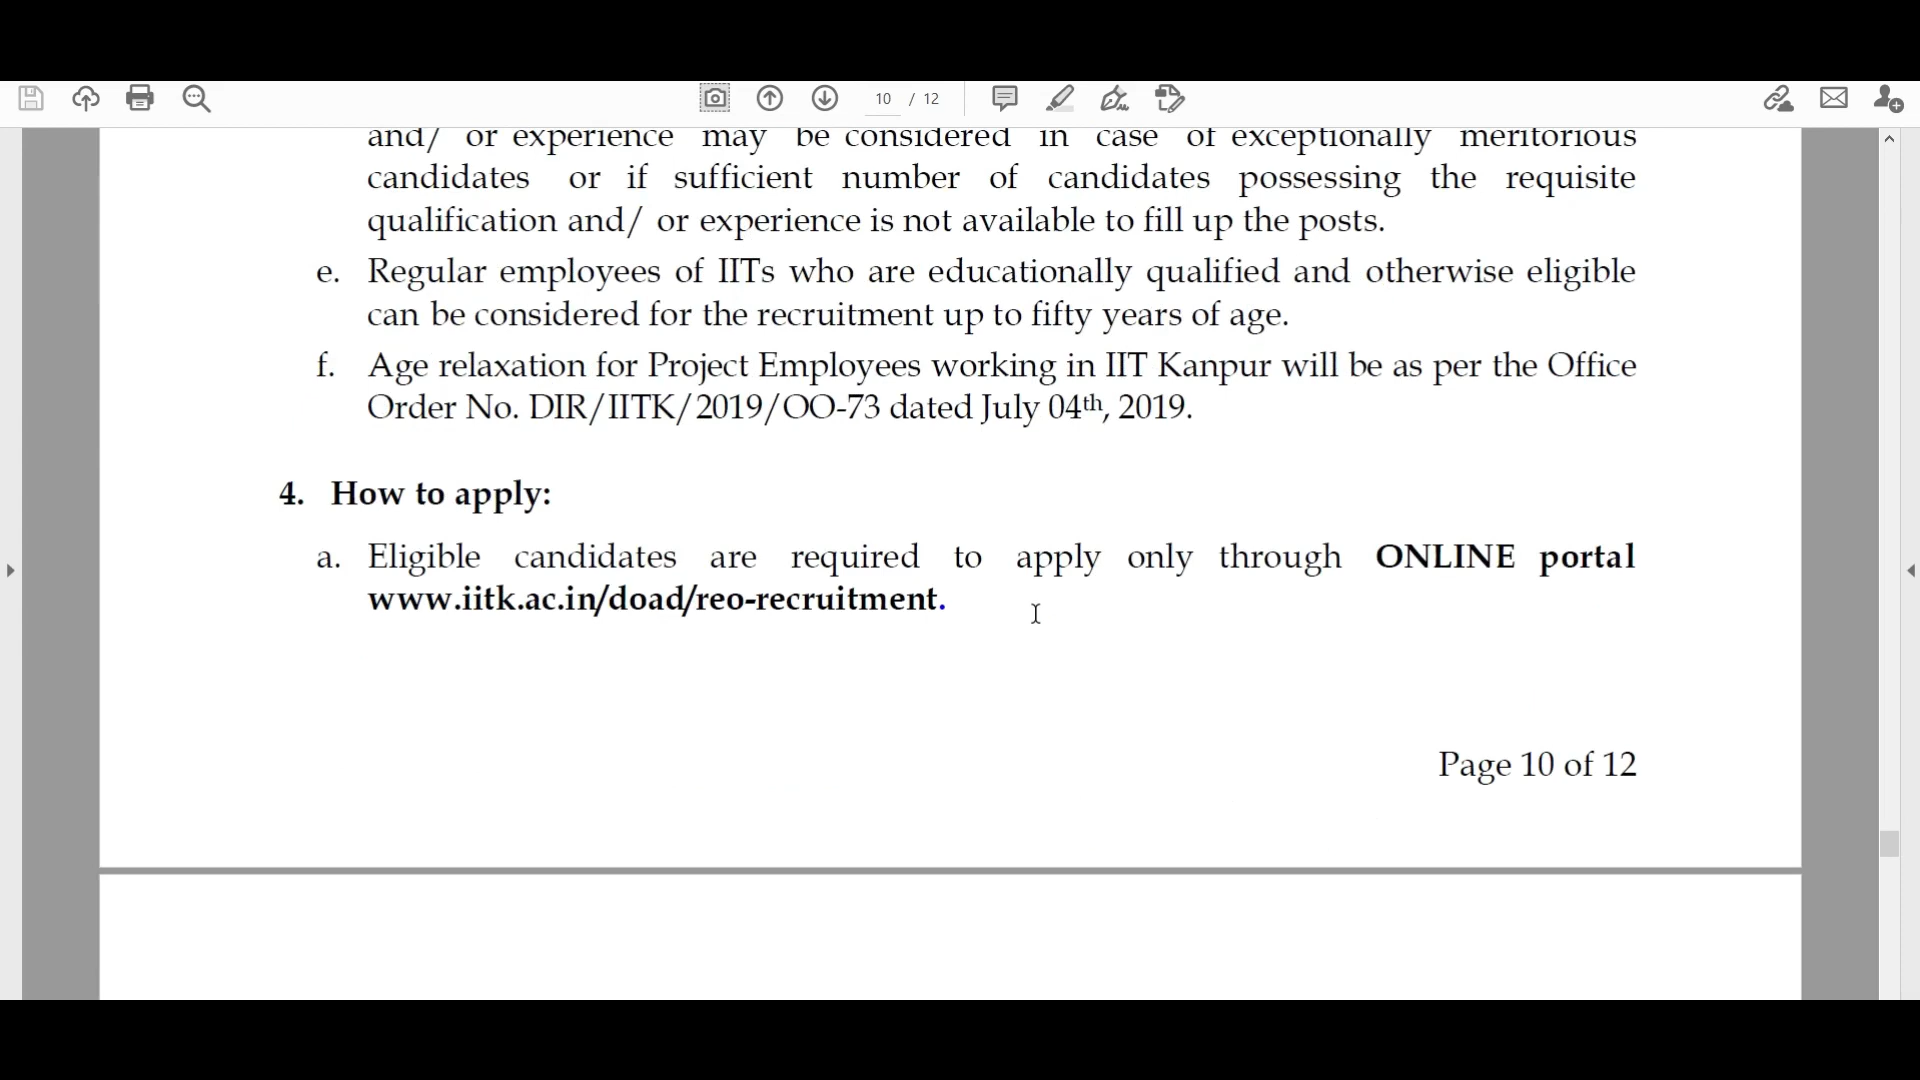 10 / 12
and/ or experience may be considered in case of exceptionally meritorious
candidates or if sufficient number of candidates possessing the requisite
qualification and/ or experience is not available to fill up the posts.
e. Regular employees of IITs who are educationally qualified and otherwise eligible
can be considered for the recruitment up to fifty years of age.
f. Age relaxation for Project Employees working in IIT Kanpur will be as per the Office
Order No. DIR/IITK/2019/OO-73 dated July 04th, 2019.
4. How to apply:
a. Eligible candidates are required to apply only through ONLINE portal
www.iitk.ac.in/doad/reo-recruitment.
Page 10 of 12